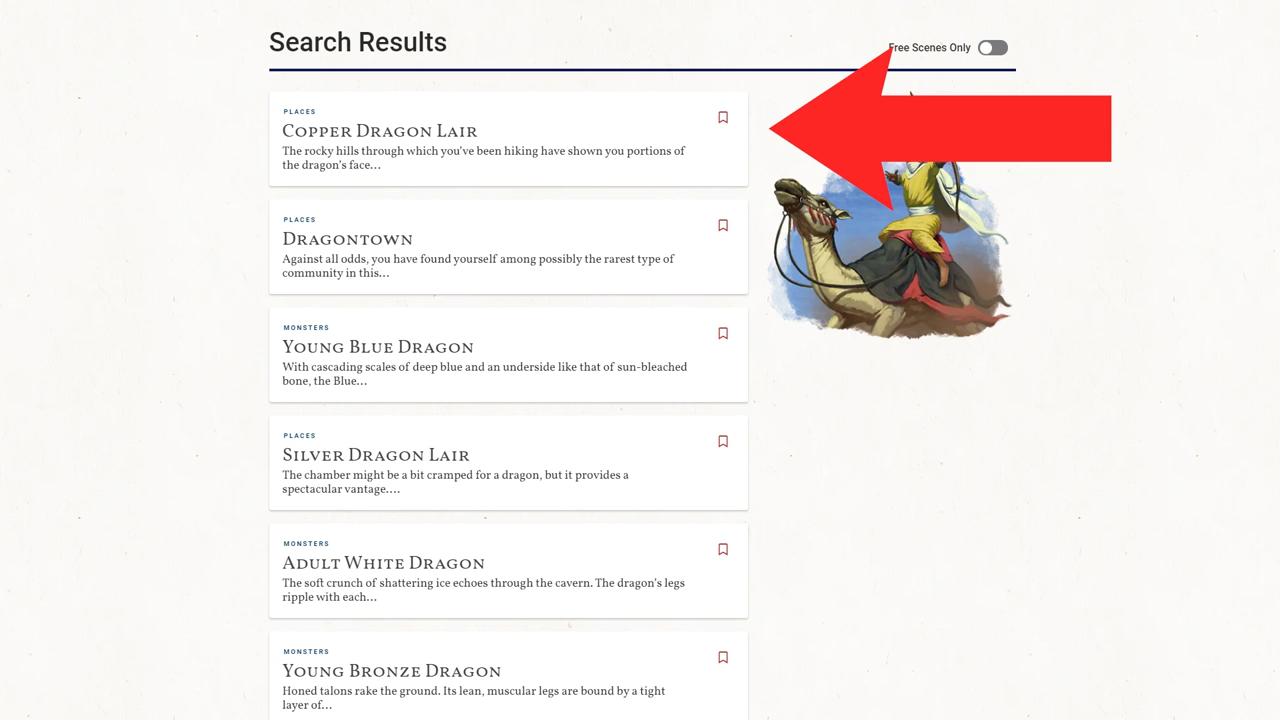 Search Results
Free Scenes Only
PLACES
Copper Dragon Lair
The rocky hills through which you've been hiking have shown you portions of
the dragon's face...
PLACES
Dragontown
Against all odds, you have found yourself among possibly the rarest type of
community in this...
MONSTERS
Young Blue Dragon
With cascading scales of deep blue and an underside like that of sun-bleached
bone, the Blue...
PLACES
Silver Dragon Lair
The chamber might be a bit cramped for a dragon, but it provides a
spectacular vantage....
MONSTERS
Adult White Dragon
The soft crunch of shattering ice echoes through the cavern. The dragon's legs
ripple with each...
MONSTERS
Young Bronze Dragon
Honed talons rake the ground. Its lean, muscular legs are bound by a tight
layer of...